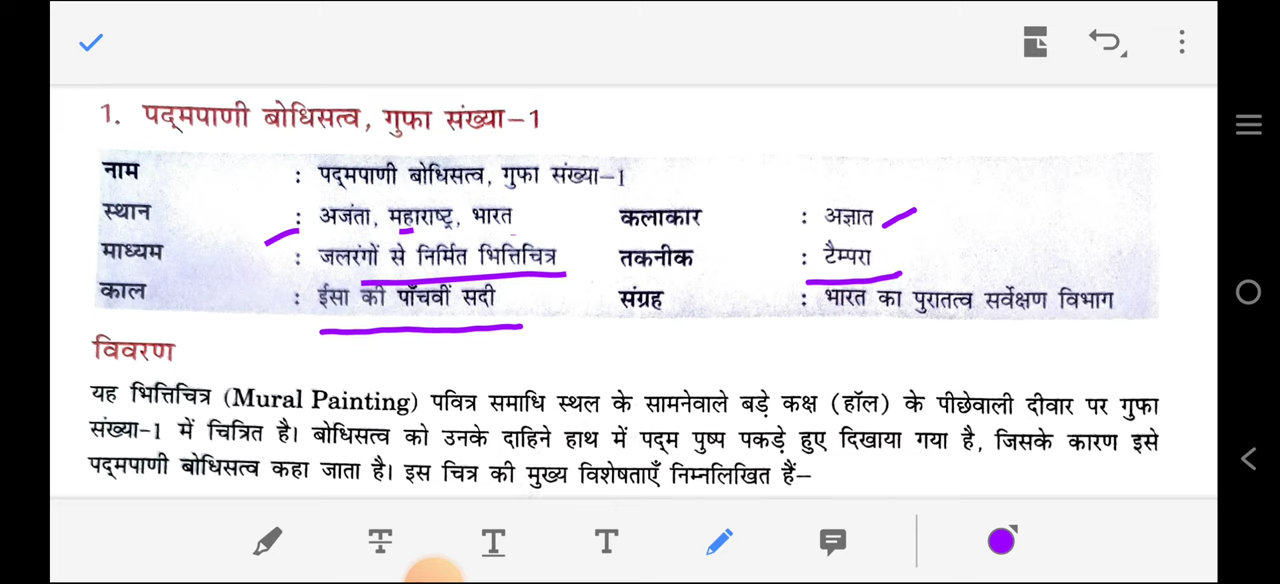 1. पद्मपाणी बोधिसत्व, गुफा संख्या-1
नाम : पद्मपाणी बोधिसत्व, गुफा संख्या-1
स्थान : अजंता, महाराष्ट्र, भारत कलाकार : अज्ञात
माध्यम : जलरंगों से निर्मित भित्तिचित्र तकनीक : टैम्परा
काल : ईसा की पाँचवीं सदी संग्रह : भारत का पुरातत्व सर्वेक्षण विभाग
विवरण
यह भित्तिचित्र (Mural Painting) पवित्र समाधि स्थल के सामनेवाले बड़े कक्ष (हॉल) के पीछेवाली दीवार पर गुफा
संख्या-1 में चित्रित है। बोधिसत्व को उनके दाहिने हाथ में पद्म पुष्प पकड़े हुए दिखाया गया है, जिसके कारण इसे
पद्मपाणी बोधिसत्व कहा जाता है। इस चित्र की मुख्य विशेषताएँ निम्नलिखित हैं–
T T T